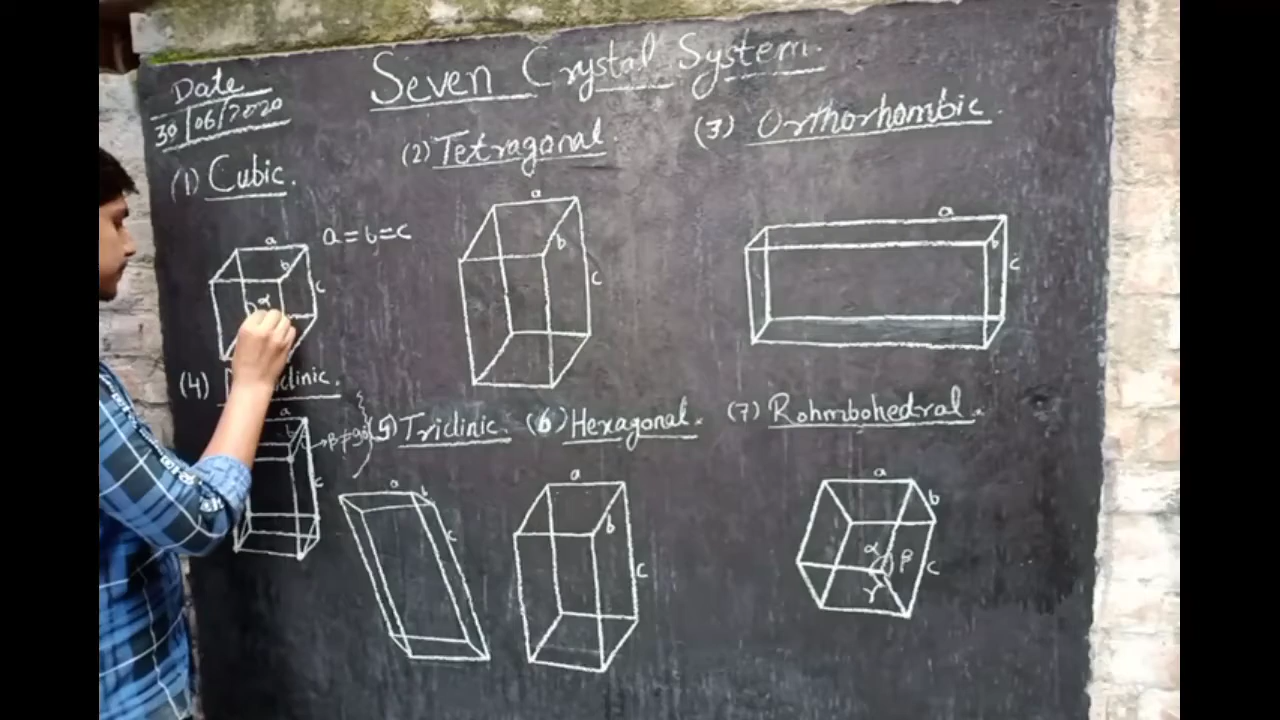 Seven Crystal System.
Date
30/06/2020
(1) Cubic.
(2) Tetragonal.
(3) Orthorhombic.
a
b
c
α
a=b=c
a
b
c
a
b
c
(4)
(5) Triclinic.
(6) Hexagonal.
(7) Rohmbohedral.
a
b
c
β≠90
a
b
c
a
b
c
a
b
c
α
β
γ